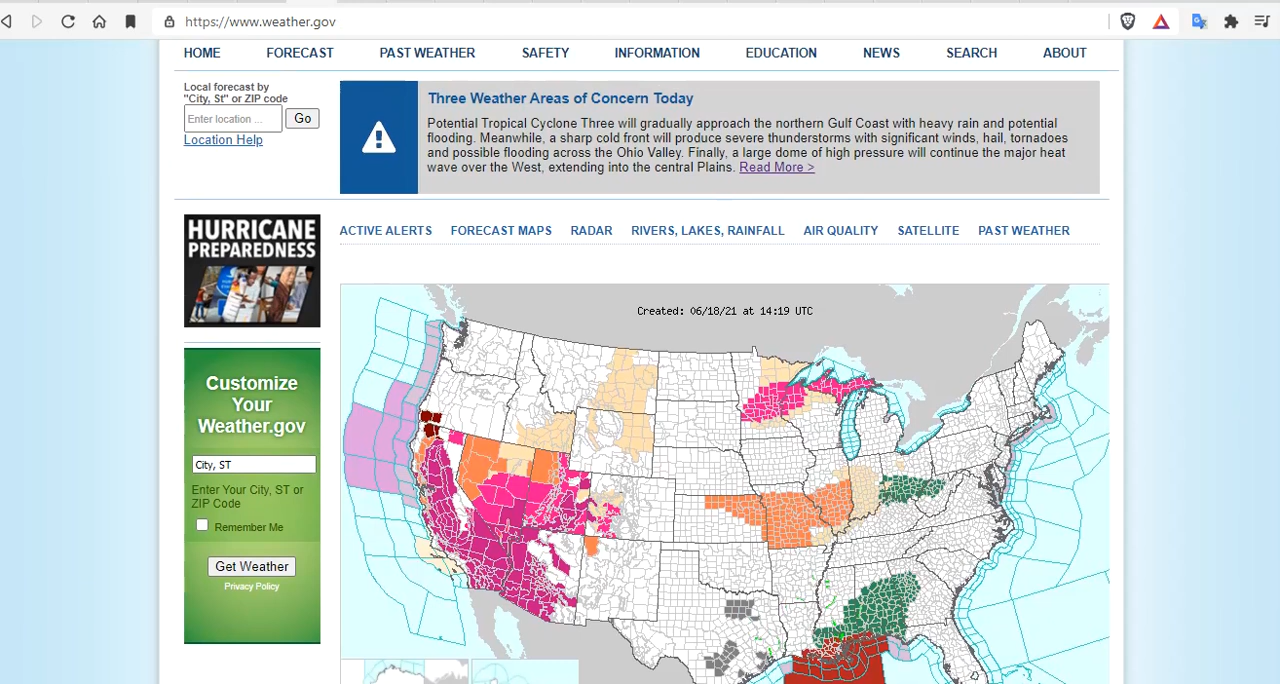 https://www.weather.gov
HOME FORECAST PAST WEATHER SAFETY INFORMATION EDUCATION NEWS SEARCH ABOUT
Local forecast by
"City, St" or ZIP code
Enter location ...
Go
Location Help
Three Weather Areas of Concern Today
Potential Tropical Cyclone Three will gradually approach the northern Gulf Coast with heavy rain and potential
flooding. Meanwhile, a sharp cold front will produce severe thunderstorms with significant winds, hail, tornadoes
and possible flooding across the Ohio Valley. Finally, a large dome of high pressure will continue the major heat
wave over the West, extending into the central Plains. Read More >
HURRICANE
PREPAREDNESS
ACTIVE ALERTS FORECAST MAPS RADAR RIVERS, LAKES, RAINFALL AIR QUALITY SATELLITE PAST WEATHER
Created: 06/18/21 at 14:19 UTC
Customize
Your
Weather.gov
City, ST
Enter Your City, ST or
ZIP Code
Remember Me
Get Weather
Privacy Policy